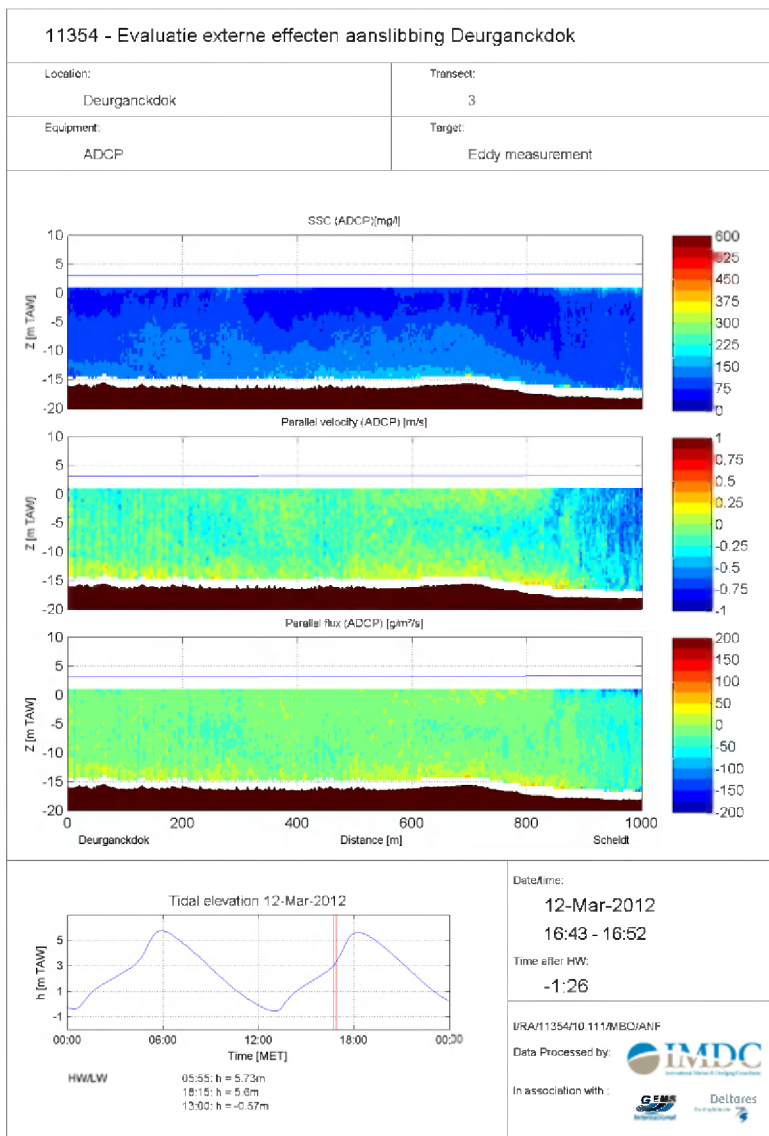 11354 - Evaluatie externe effecten aanslibbing Deurganckdok
Location:
Deurganckdok
Transect:
3
Equipment:
ADCP
Target:
Eddy measurement
SSC (ADCP)[mg/l]
10
5
0
-5
-10
-15
-20
Z [m TAW]
600
525
450
375
300
225
150
75
0
Parallel velocity (ADCP) [m/s]
10
5
0
-5
-10
-15
-20
Z [m TAW]
1
0.75
0.5
0.25
0
-0.25
-0.5
-0.75
-1
Parallel flux (ADCP) [g/m²/s]
10
5
0
-5
-10
-15
-20
Z [m TAW]
200
150
100
50
0
-50
-100
-150
-200
0 200 400 600 800 1000
Deurganckdok Distance [m] Scheldt
Tidal elevation 12-Mar-2012
h [m TAW]
5
3
1
-1
00:00 06:00 12:00 18:00 00:00
Time [MET]
HW/LW
05:55: h = 5.73m
18:15: h = 5.6m
13:00: h = -0.57m
Date/time:
12-Mar-2012
16:43 - 16:52
Time after HW:
-1:26
I/RA/11354/10.111/MBO/ANF
Data Processed by:
IMDC
International Marine & Dredging Consultants
In association with :
GEMS
International
Deltares